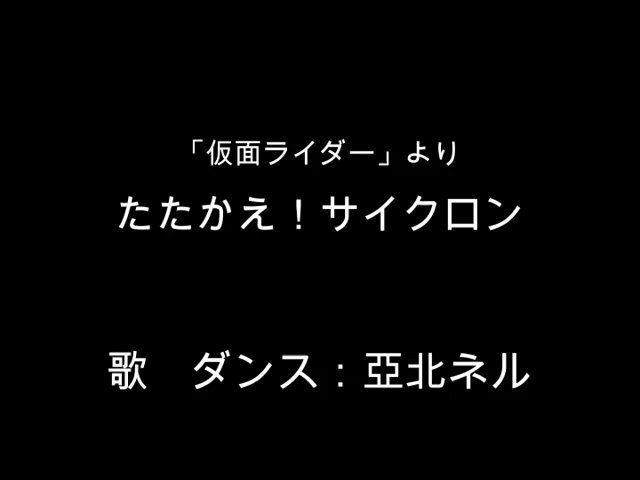 「仮面ライダー」より
たたかえ！サイクロン
歌　ダンス：亞北ネル